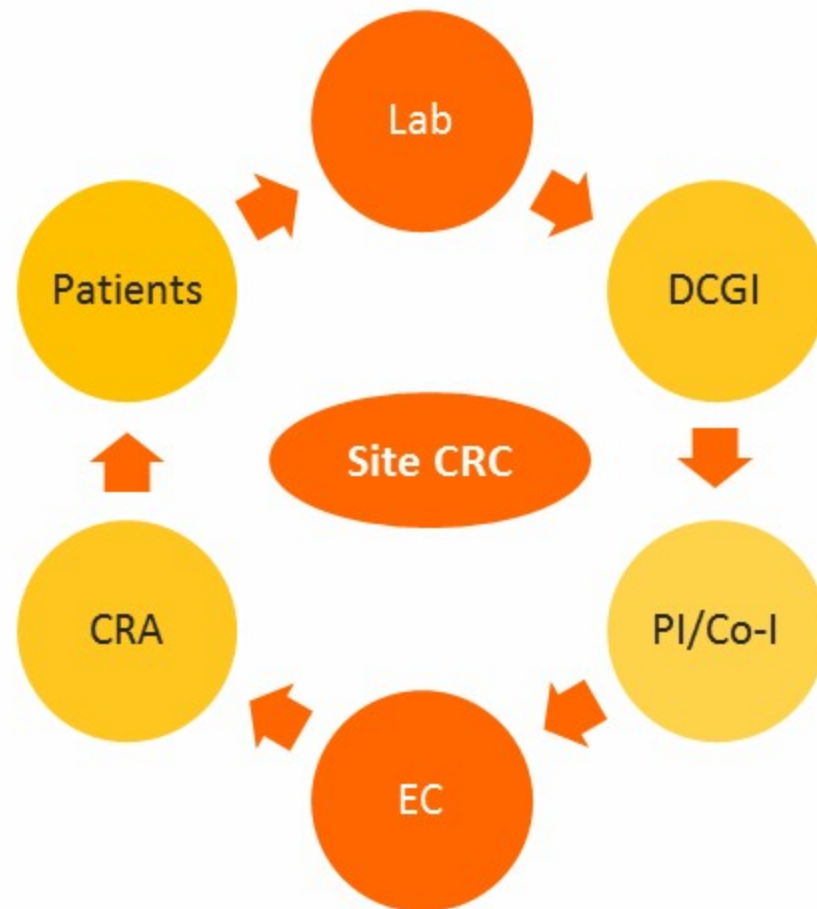 Lab
Patients
DCGI
Site CRC
CRA
PI/Co-I
EC